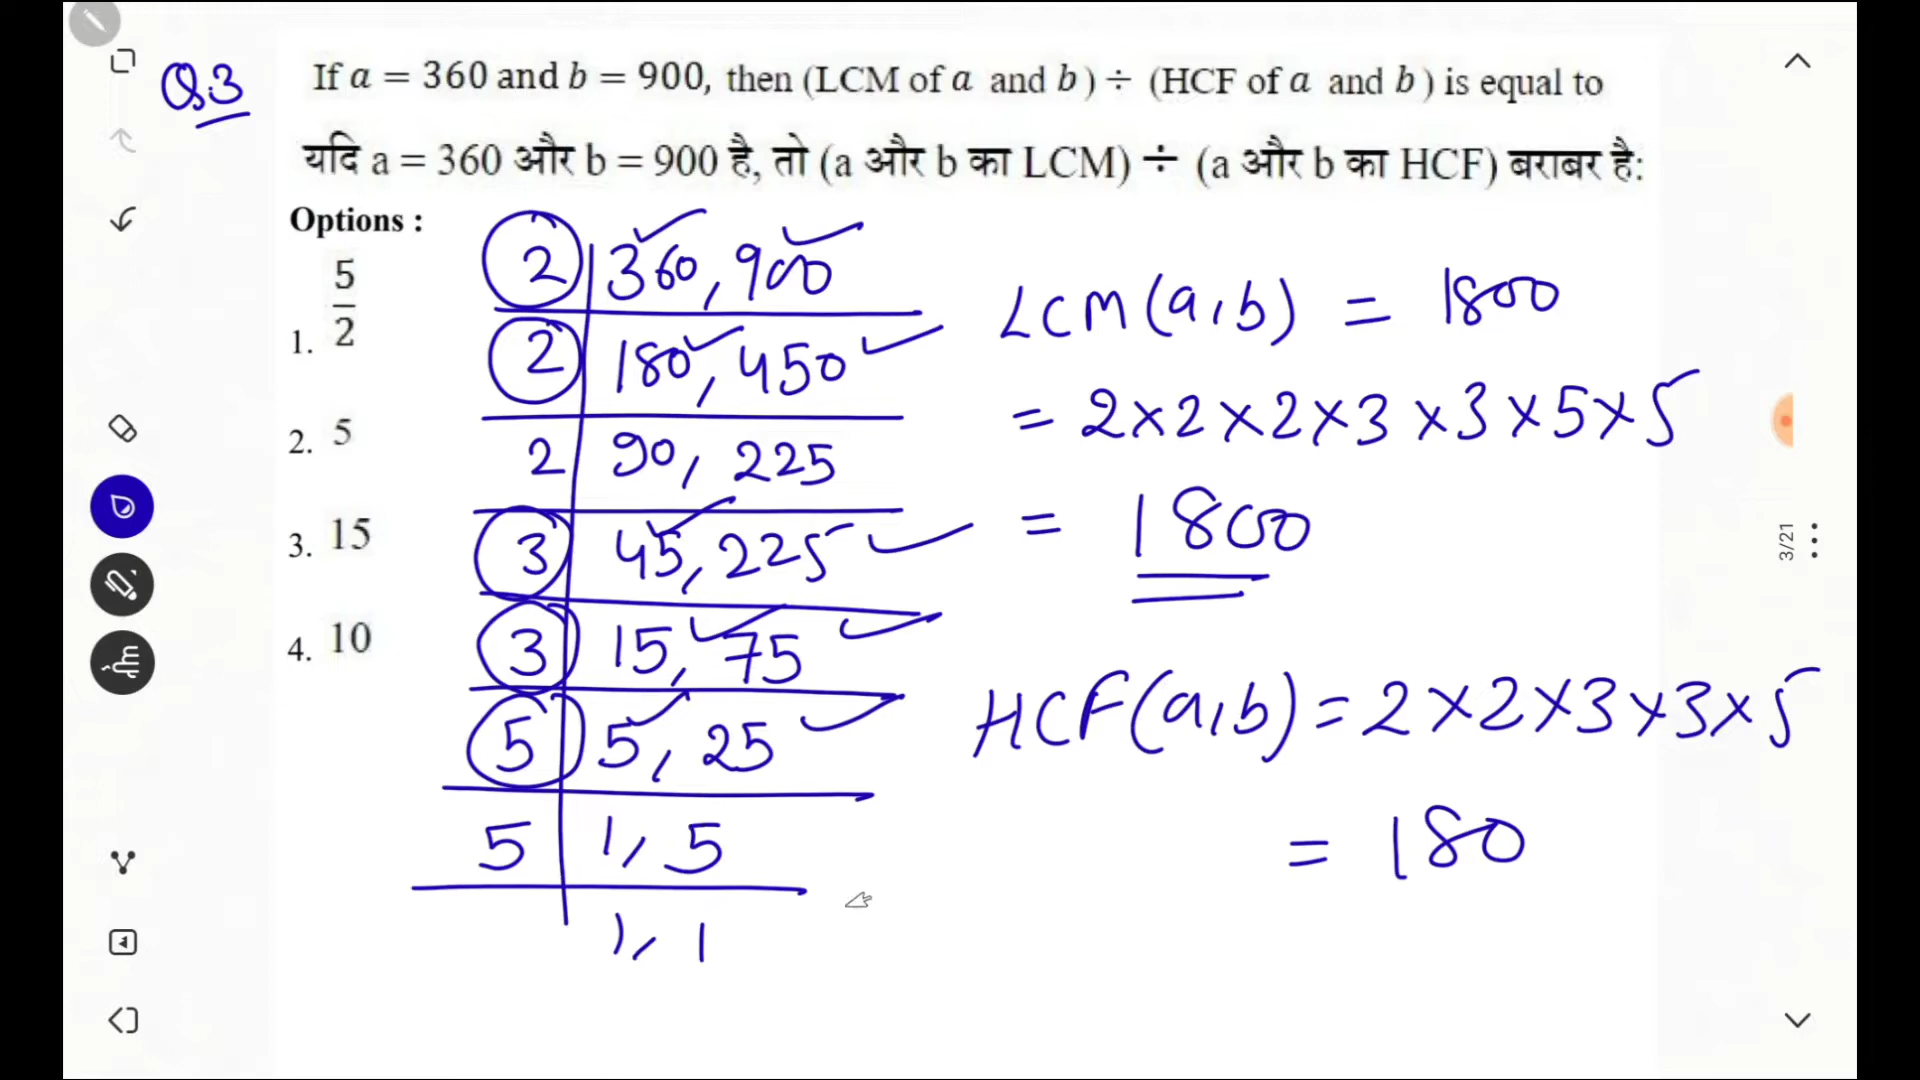 Q.3
If a = 360 and b = 900, then (LCM of a and b) ÷ (HCF of a and b) is equal to
यदि a = 360 और b = 900 है, तो (a और b का LCM) ÷ (a और b का HCF) बराबर है:
Options :
1. 5/2
2. 5
3. 15
4. 10
2 | 360, 900
2 | 180, 450
2 | 90, 225
3 | 45, 225
3 | 15, 75
5 | 5, 25
5 | 1, 5
1, 1
LCM(a,b) = 1800
= 2×2×2×3×3×5×5
= 1800
HCF(a,b) = 2×2×3×3×5
= 180
3/21